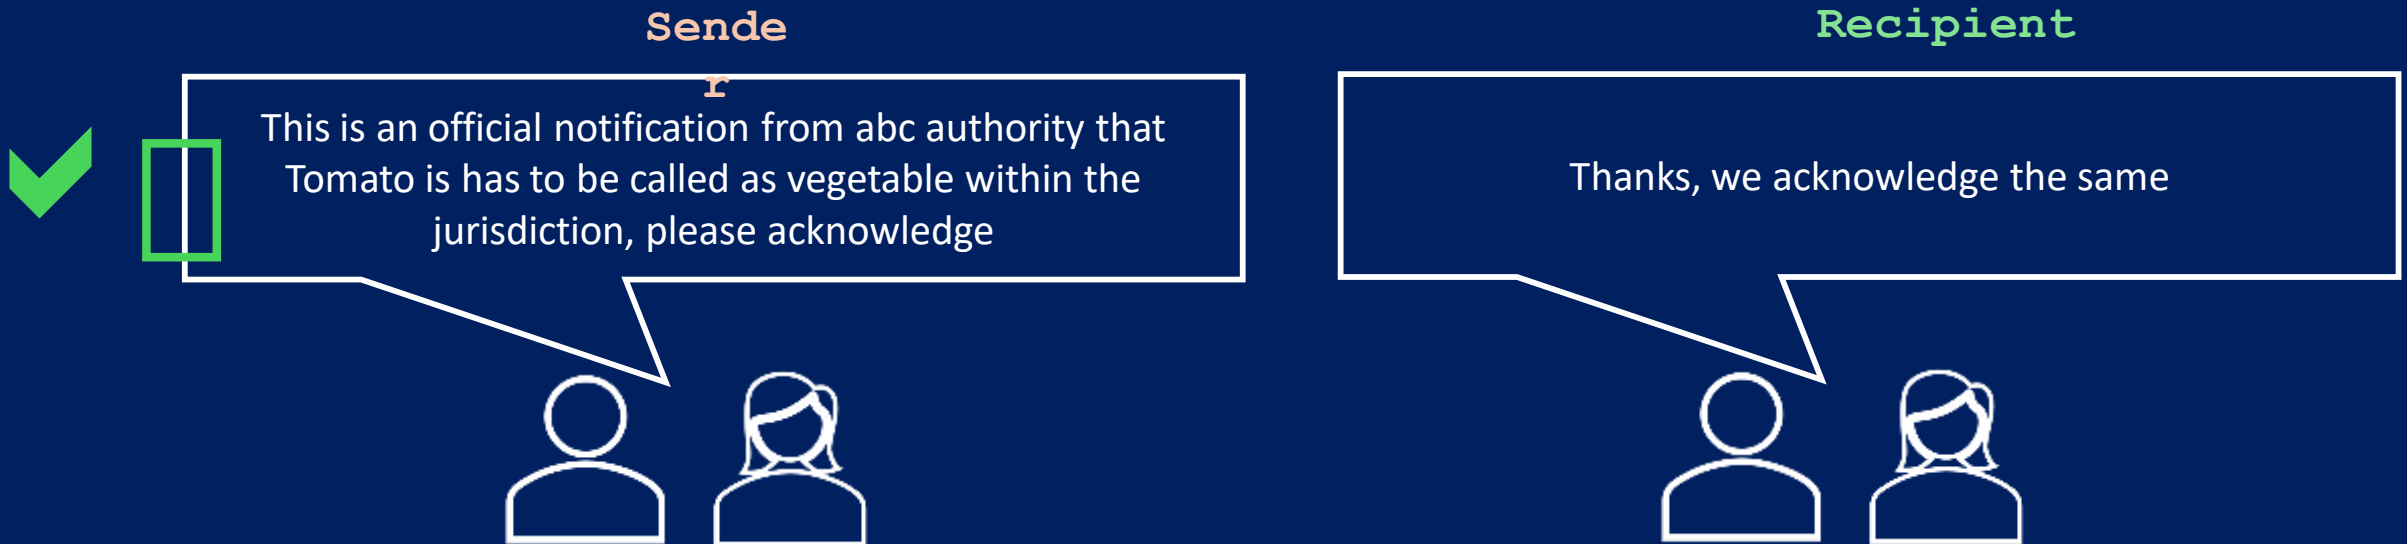 Sende
r
This is an official notification from abc authority that
Tomato is has to be called as vegetable within the
jurisdiction, please acknowledge
Recipient
Thanks, we acknowledge the same